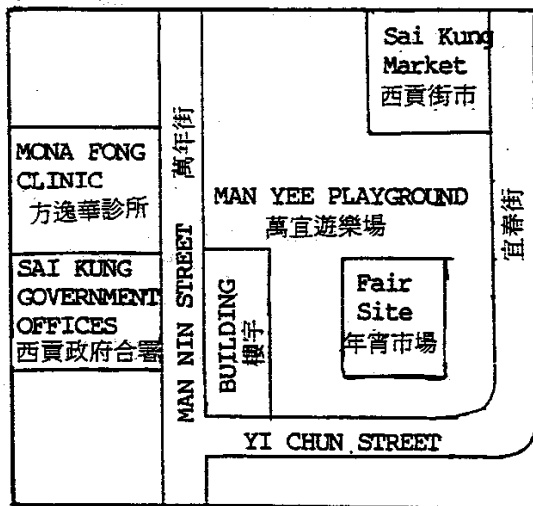 Sai Kung
Market
西貢街市
MONA FONG
CLINIC
方逸華診所
萬年街
MAN NIN STREET
MAN YEE PLAYGROUND
萬宜遊樂場
宜春街
SAI KUNG
GOVERNMENT
OFFICES
西貢政府合署
BUILDING
樓宇
Fair
Site
年宵市場
YI CHUN STREET